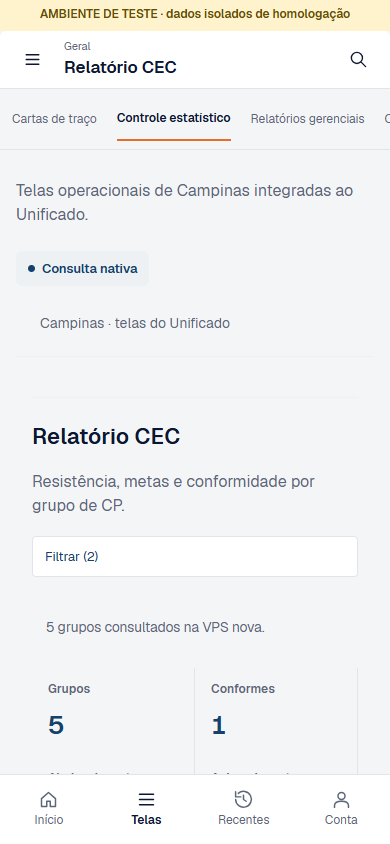 AMBIENTE DE TESTE · dados isolados de homologação
Geral
Relatório CEC
Cartas de traço
Controle estatístico
Relatórios gerenciais
Telas operacionais de Campinas integradas ao
Unificado.
Consulta nativa
Campinas · telas do Unificado
Relatório CEC
Resistência, metas e conformidade por
grupo de CP.
Filtrar (2)
5 grupos consultados na VPS nova.
Grupos
Conformes
5
1
Início
Telas
Recentes
Conta